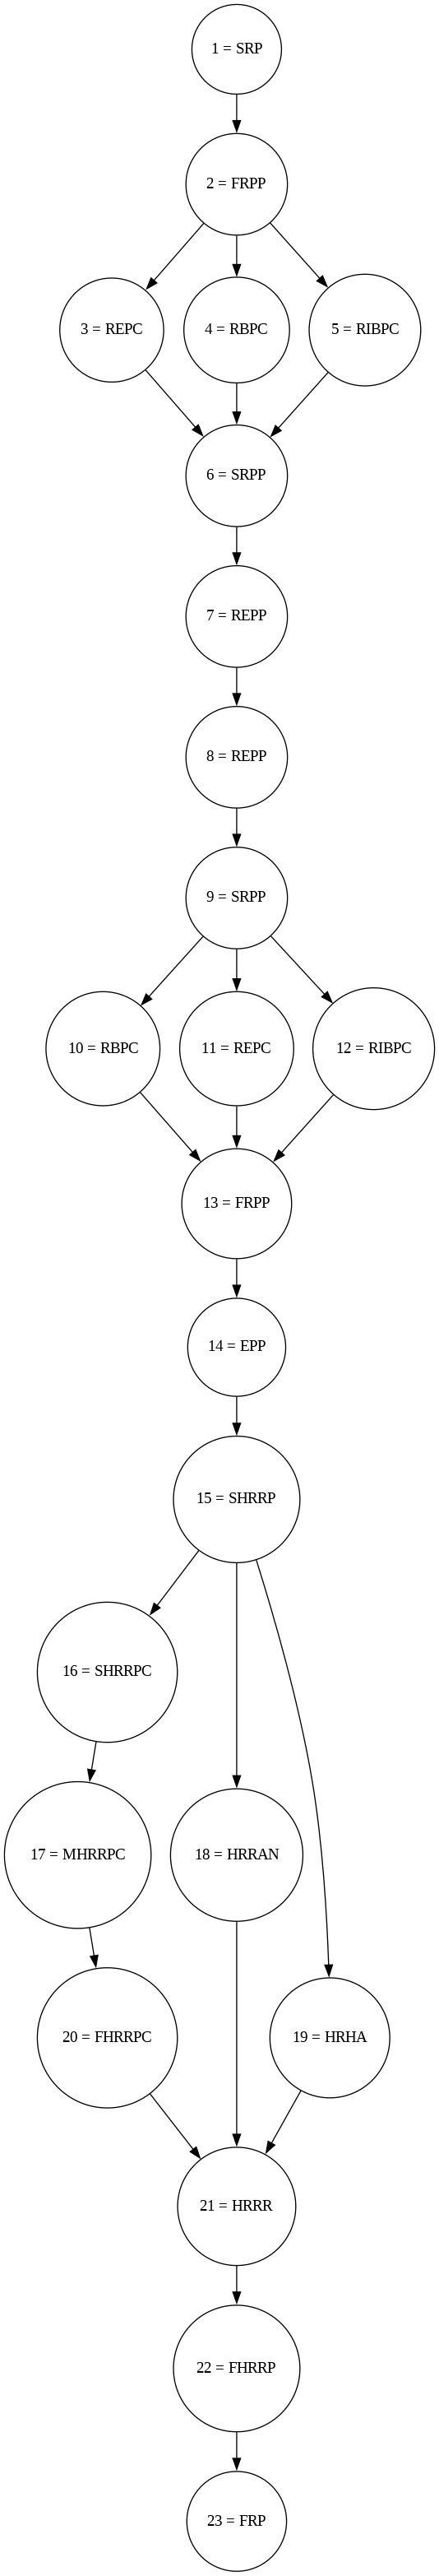 1 = SRP
2 = FRPP
3 = REPC
4 = RBPC
5 = RIBPC
6 = SRPP
7 = REPP
8 = REPP
9 = SRPP
10 = RBPC
11 = REPC
12 = RIBPC
13 = FRPP
14 = EPP
15 = SHRRP
16 = SHRRPC
17 = MHRRPC
18 = HRRAN
20 = FHRRPC
19 = HRHA
21 = HRRR
22 = FHRRP
23 = FRP